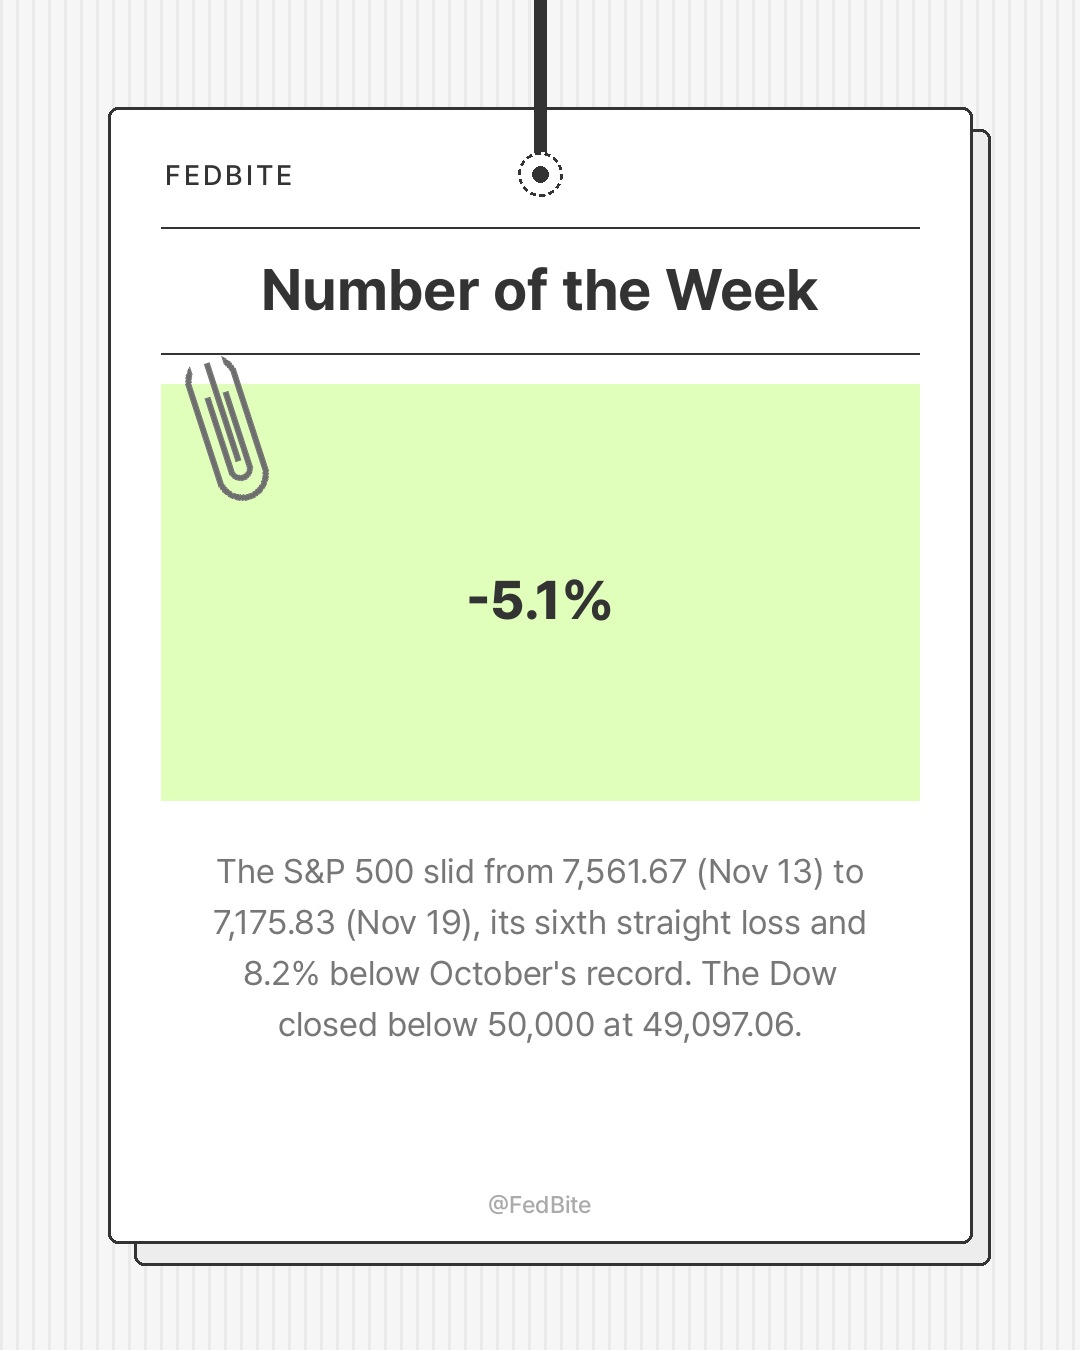 FEDBITE
Number of the Week
-5.1%
The S&P 500 slid from 7,561.67 (Nov 13) to
7,175.83 (Nov 19), its sixth straight loss and
8.2% below October's record. The Dow
closed below 50,000 at 49,097.06.
@FedBite